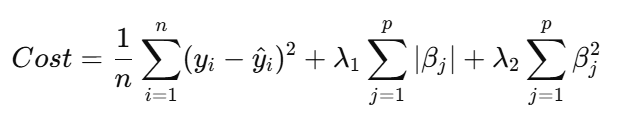 Cost = \frac{1}{n} \sum_{i=1}^{n} (y_i - \hat{y}_i)^2 + \lambda_1 \sum_{j=1}^{p} |\beta_j| + \lambda_2 \sum_{j=1}^{p} \beta_j^2